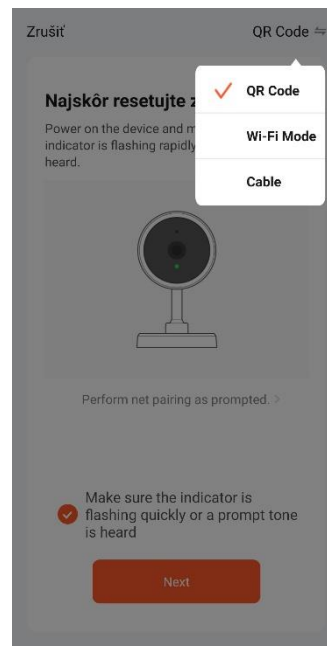 Zrušiť
QR Code
Najskôr resetujte
QR Code
Wi-Fi Mode
Cable
Power on the device and
indicator is flashing rapidly
heard.
Perform net pairing as prompted. >
Make sure the indicator is
flashing quickly or a prompt tone
is heard
Next